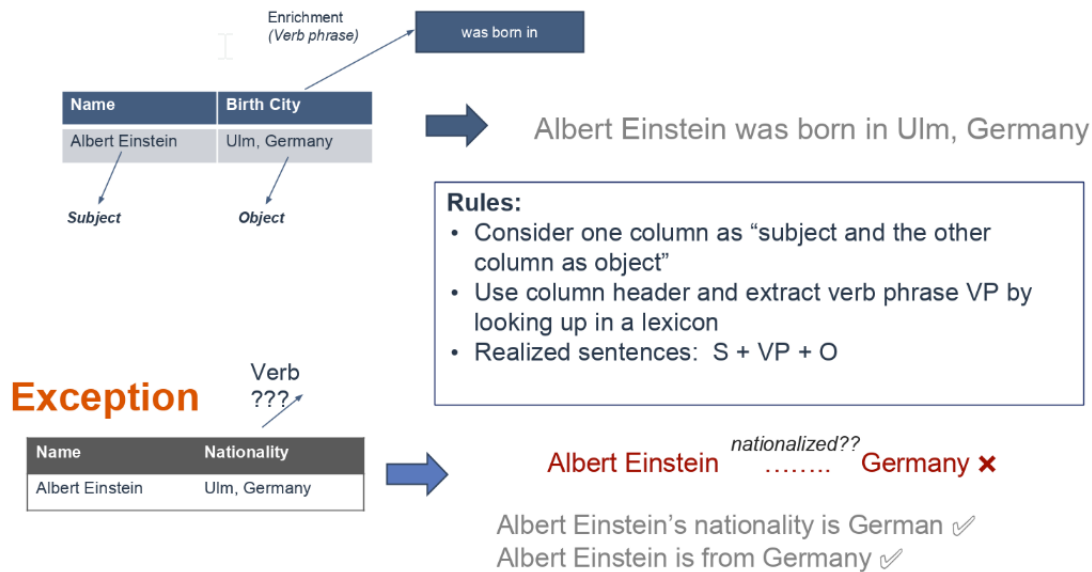 Enrichment
(Verb phrase)
was born in
Name Birth City
Albert Einstein Ulm, Germany
Subject Object
Albert Einstein was born in Ulm, Germany
Rules:
• Consider one column as “subject and the other
column as object”
• Use column header and extract verb phrase VP by
looking up in a lexicon
• Realized sentences: S + VP + O
Exception
Verb
???
Name Nationality
Albert Einstein Ulm, Germany
nationalized??
Albert Einstein …….. Germany ×
Albert Einstein’s nationality is German ✓
Albert Einstein is from Germany ✓